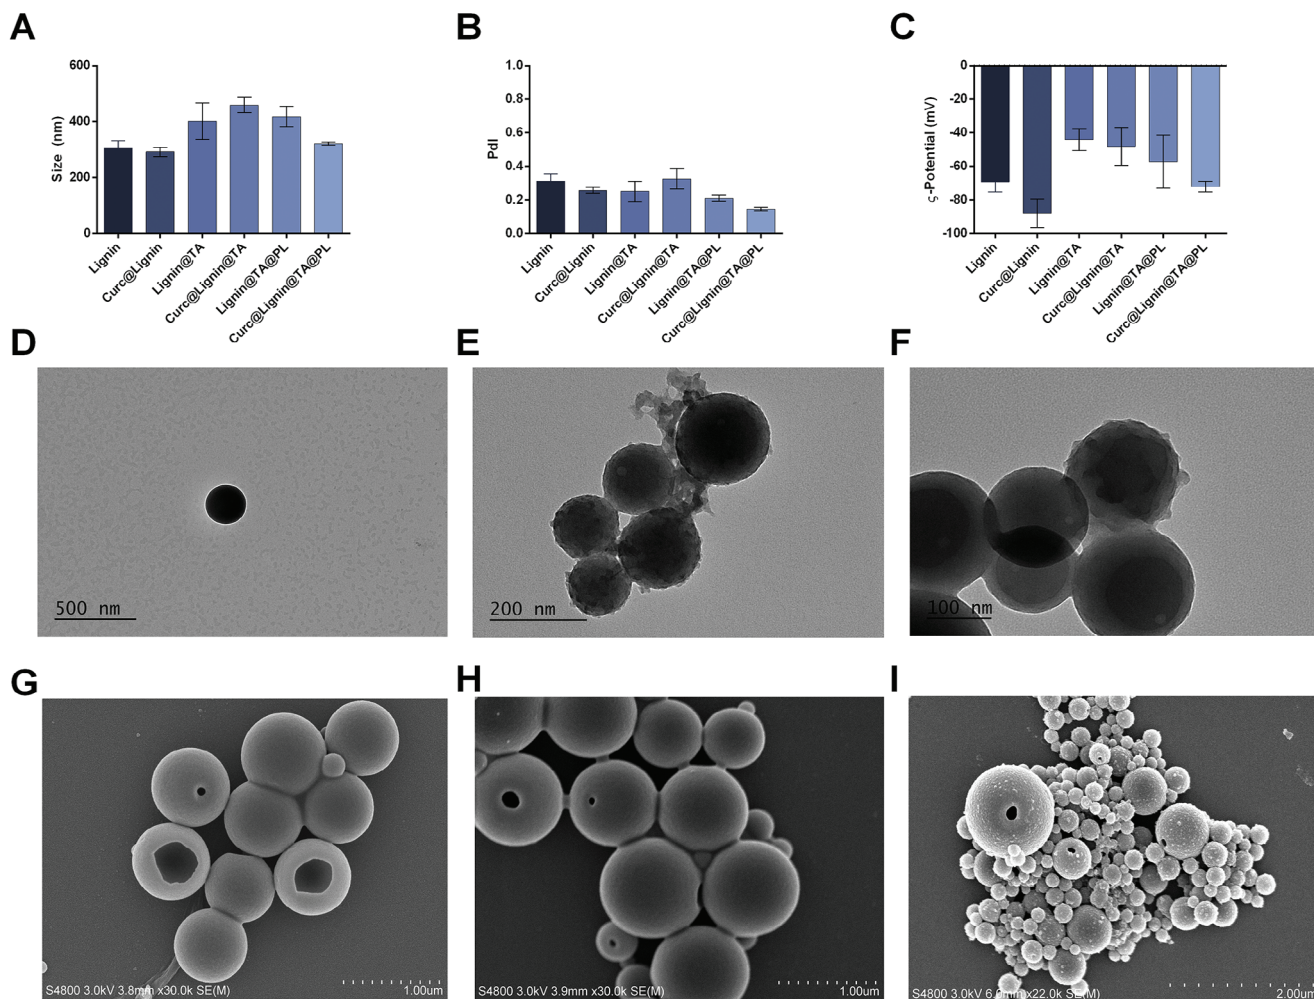 A
B
C
600
400
200
0
Size (nm)
Lignin
Curc@Lignin
Lignin@TA
Curc@Lignin@TA
Lignin@TA@PL
Curc@Lignin@TA@PL
1.0
0.8
0.6
0.4
0.2
0.0
PdI
Lignin
Curc@Lignin
Lignin@TA
Curc@Lignin@TA
Lignin@TA@PL
Curc@Lignin@TA@PL
0
-20
-40
-60
-80
-100
ς-Potential (mV)
Lignin
Curc@Lignin
Lignin@TA
Curc@Lignin@TA
Lignin@TA@PL
Curc@Lignin@TA@PL
D
E
F
500 nm
200 nm
100 nm
G
H
I
S4800 3.0kV 3.8mm x30.0k SE(M)
1.00um
S4800 3.0kV 3.9mm x30.0k SE(M)
1.00um
S4800 3.0kV x22.0k SE(M)
2.00um